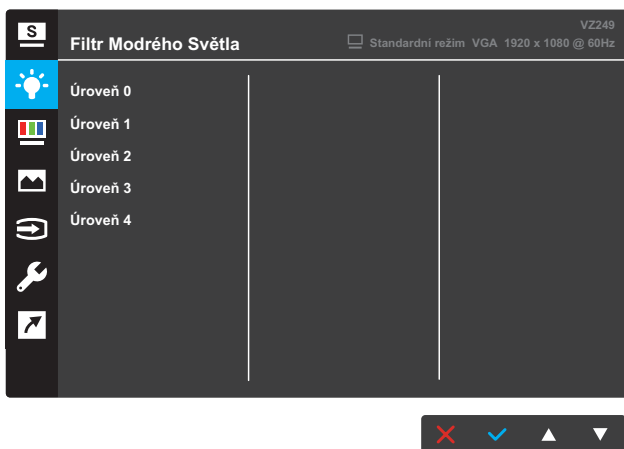 S
VZ249
Filtr Modrého Světla
Standardní režim VGA 1920 x 1080 @ 60Hz
Úroveň 0
Úroveň 1
Úroveň 2
Úroveň 3
Úroveň 4